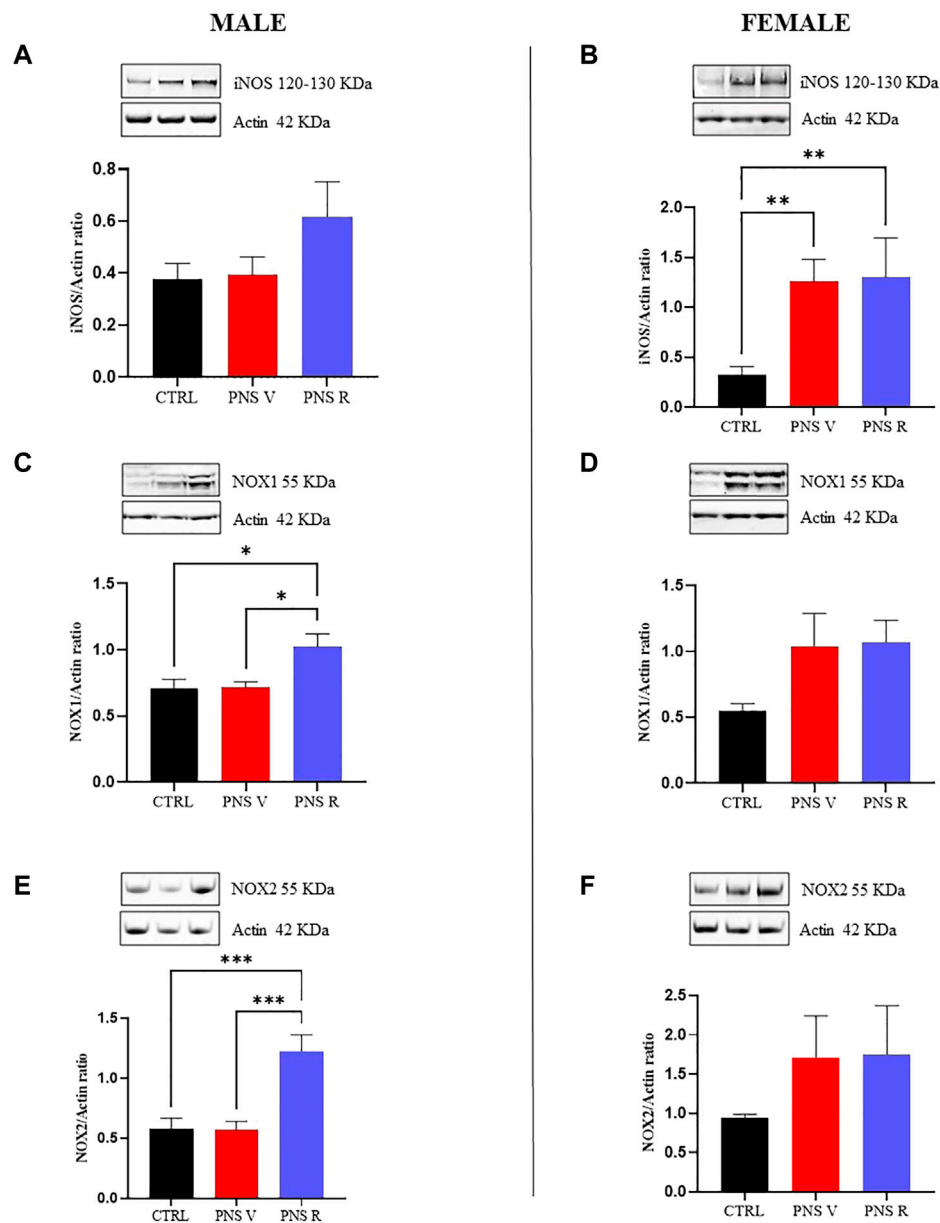 MALE
FEMALE
A
iNOS 120-130 KDa
Actin 42 KDa
iNOS/Actin ratio
0.8
0.6
0.4
0.2
0.0
CTRL PNS V PNS R
B
iNOS 120-130 KDa
Actin 42 KDa
**
**
iNOS/Actin ratio
2.0
1.5
1.0
0.5
0.0
CTRL PNS V PNS R
C
NOX1 55 KDa
Actin 42 KDa
*
*
NOX1/Actin ratio
1.5
1.0
0.5
0.0
CTRL PNS V PNS R
D
NOX1 55 KDa
Actin 42 KDa
NOX1/Actin ratio
1.5
1.0
0.5
0.0
CTRL PNS V PNS R
E
NOX2 55 KDa
Actin 42 KDa
***
***
NOX2/Actin ratio
1.5
1.0
0.5
0.0
CTRL PNS V PNS R
F
NOX2 55 KDa
Actin 42 KDa
NOX2/Actin ratio
2.5
2.0
1.5
1.0
0.5
0.0
CTRL PNS V PNS R